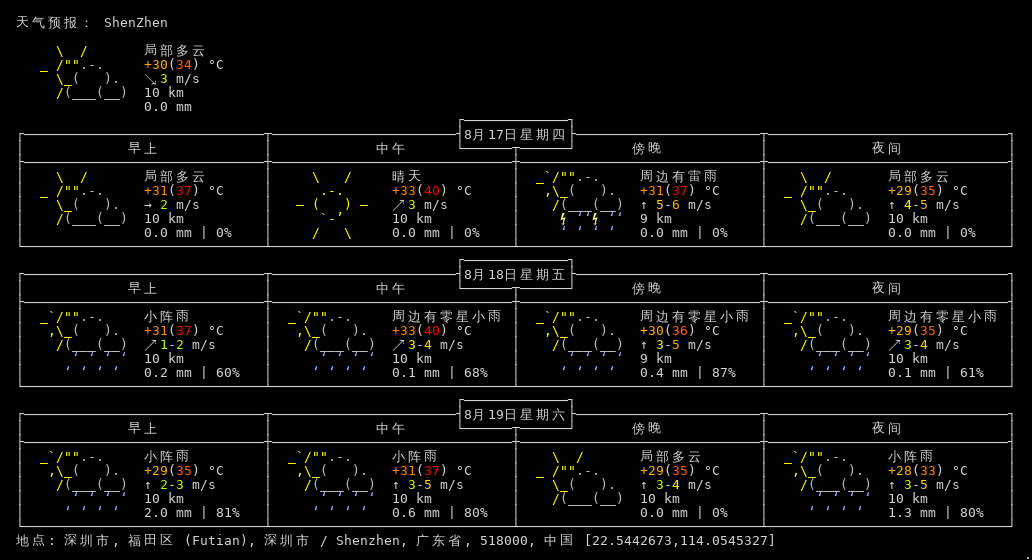 天气预报: ShenZhen
局部多云
+30(34) °C
↘3 m/s
10 km
0.0 mm
8月17日星期四
早上 中午 傍晚 夜间
局部多云 晴天 周边有雷雨 局部多云
+31(37) °C +33(40) °C +31(37) °C +29(35) °C
→ 2 m/s ↗3 m/s ↑ 5-6 m/s ↑ 4-5 m/s
10 km 10 km 9 km 10 km
0.0 mm | 0% 0.0 mm | 0% 0.0 mm | 0% 0.0 mm | 0%
8月18日星期五
早上 中午 傍晚 夜间
小阵雨 周边有零星小雨 周边有零星小雨 周边有零星小雨
+31(37) °C +33(40) °C +30(36) °C +29(35) °C
↗1-2 m/s ↗3-4 m/s ↑ 3-5 m/s ↗3-4 m/s
10 km 10 km 9 km 10 km
0.2 mm | 60% 0.1 mm | 68% 0.4 mm | 87% 0.1 mm | 61%
8月19日星期六
早上 中午 傍晚 夜间
小阵雨 小阵雨 局部多云 小阵雨
+29(35) °C +31(37) °C +29(35) °C +28(33) °C
↑ 2-3 m/s ↑ 3-5 m/s ↑ 3-4 m/s ↑ 3-5 m/s
10 km 10 km 10 km 10 km
2.0 mm | 81% 0.6 mm | 80% 0.0 mm | 0% 1.3 mm | 80%
地点: 深圳市, 福田区 (Futian), 深圳市 / Shenzhen, 广东省, 518000, 中国 [22.5442673,114.0545327]